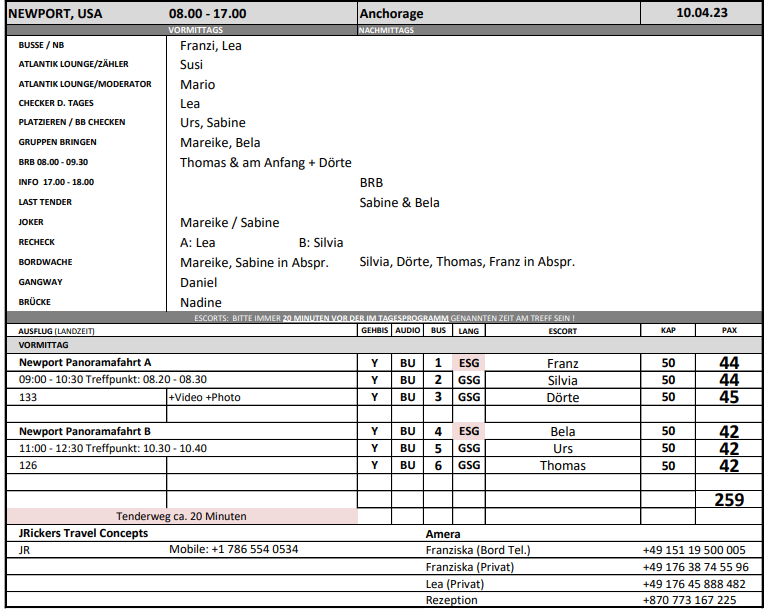 NEWPORT, USA 08.00 - 17.00 Anchorage 10.04.23
VORMITTAGS NACHMITTAGS
BUSSE / NB Franzi, Lea
ATLANTIK LOUNGE/ZÄHLER Susi
ATLANTIK LOUNGE/MODERATOR Mario
CHECKER D. TAGES Lea
PLATZIEREN / BB CHECKEN Urs, Sabine
GRUPPEN BRINGEN Mareike, Bela
BRB 08.00 - 09.30 Thomas & am Anfang + Dörte
INFO 17.00 - 18.00 BRB
LAST TENDER Sabine & Bela
JOKER Mareike / Sabine
RECHECK A: Lea B: Silvia
BORDWACHE Mareike, Sabine in Abspr. Silvia, Dörte, Thomas, Franz in Abspr.
GANGWAY Daniel
BRÜCKE Nadine
ESCORTS: BITTE IMMER 20 MINUTEN VOR DER IM TAGESPROGRAMM GENANNTEN ZEIT AM TREFF SEIN !
AUSFLUG (LANDZEIT) GEHBIS AUDIO BUS LANG ESCORT KAP PAX
VORMITTAG
Newport Panoramafahrt A Y BU 1 ESG Franz 50 44
09:00 - 10:30 Treffpunkt: 08.20 - 08.30 Y BU 2 GSG Silvia 50 44
133 +Video +Photo Y BU 3 GSG Dörte 50 45
Newport Panoramafahrt B Y BU 4 ESG Bela 50 42
11:00 - 12:30 Treffpunkt: 10.30 - 10.40 Y BU 5 GSG Urs 50 42
126 Y BU 6 GSG Thomas 50 42
259
Tenderweg ca. 20 Minuten
JRickers Travel Concepts Amera
JR Mobile: +1 786 554 0534 Franziska (Bord Tel.) +49 151 19 500 005
Franziska (Privat) +49 176 38 74 55 96
Lea (Privat) +49 176 45 888 482
Rezeption +870 773 167 225